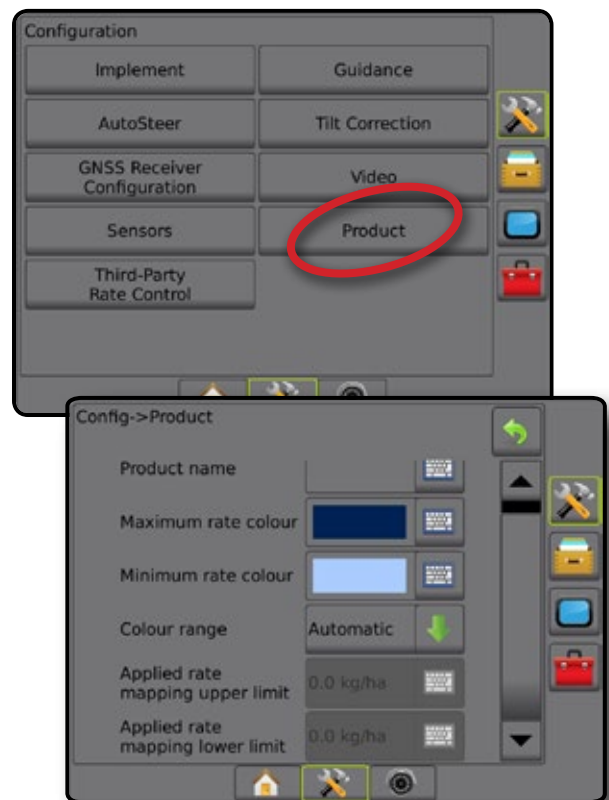 Configuration
Implement
Guidance
AutoSteer
Tilt Correction
GNSS Receiver
Configuration
Video
Sensors
Product
Third-Party
Rate Control
Config->Product
Product name
Maximum rate colour
Minimum rate colour
Colour range
Automatic
Applied rate
mapping upper limit
0.0 kg/ha
Applied rate
mapping lower limit
0.0 kg/ha